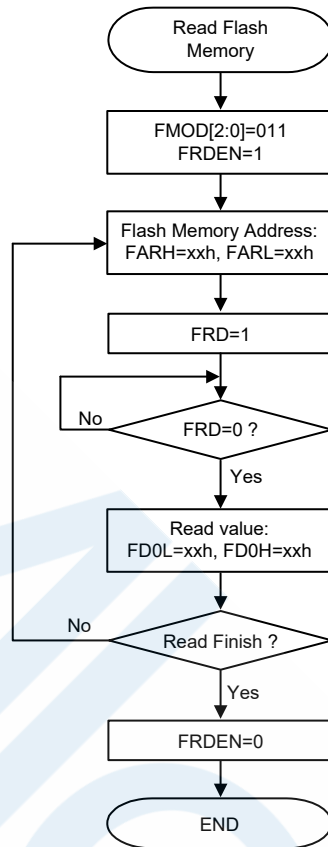 Read Flash
Memory
FMOD[2:0]=011
FRDEN=1
Flash Memory Address:
FARH=xxh, FARL=xxh
FRD=1
No
FRD=0 ?
Yes
Read value:
FD0L=xxh, FD0H=xxh
No
Read Finish ?
Yes
FRDEN=0
END